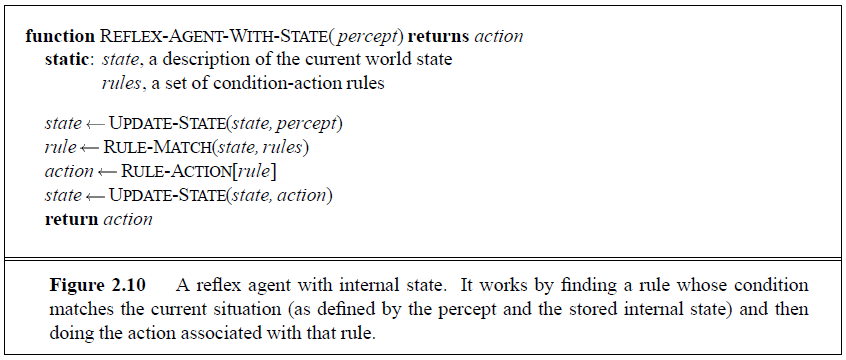 function REFLEX-AGENT-WITH-STATE( percept) returns action
static: state, a description of the current world state
rules, a set of condition-action rules
state ← UPDATE-STATE(state, percept)
rule ← RULE-MATCH(state, rules)
action ← RULE-ACTION[rule]
state ← UPDATE-STATE(state, action)
return action
Figure 2.10 A reflex agent with internal state. It works by finding a rule whose condition
matches the current situation (as defined by the percept and the stored internal state) and then
doing the action associated with that rule.